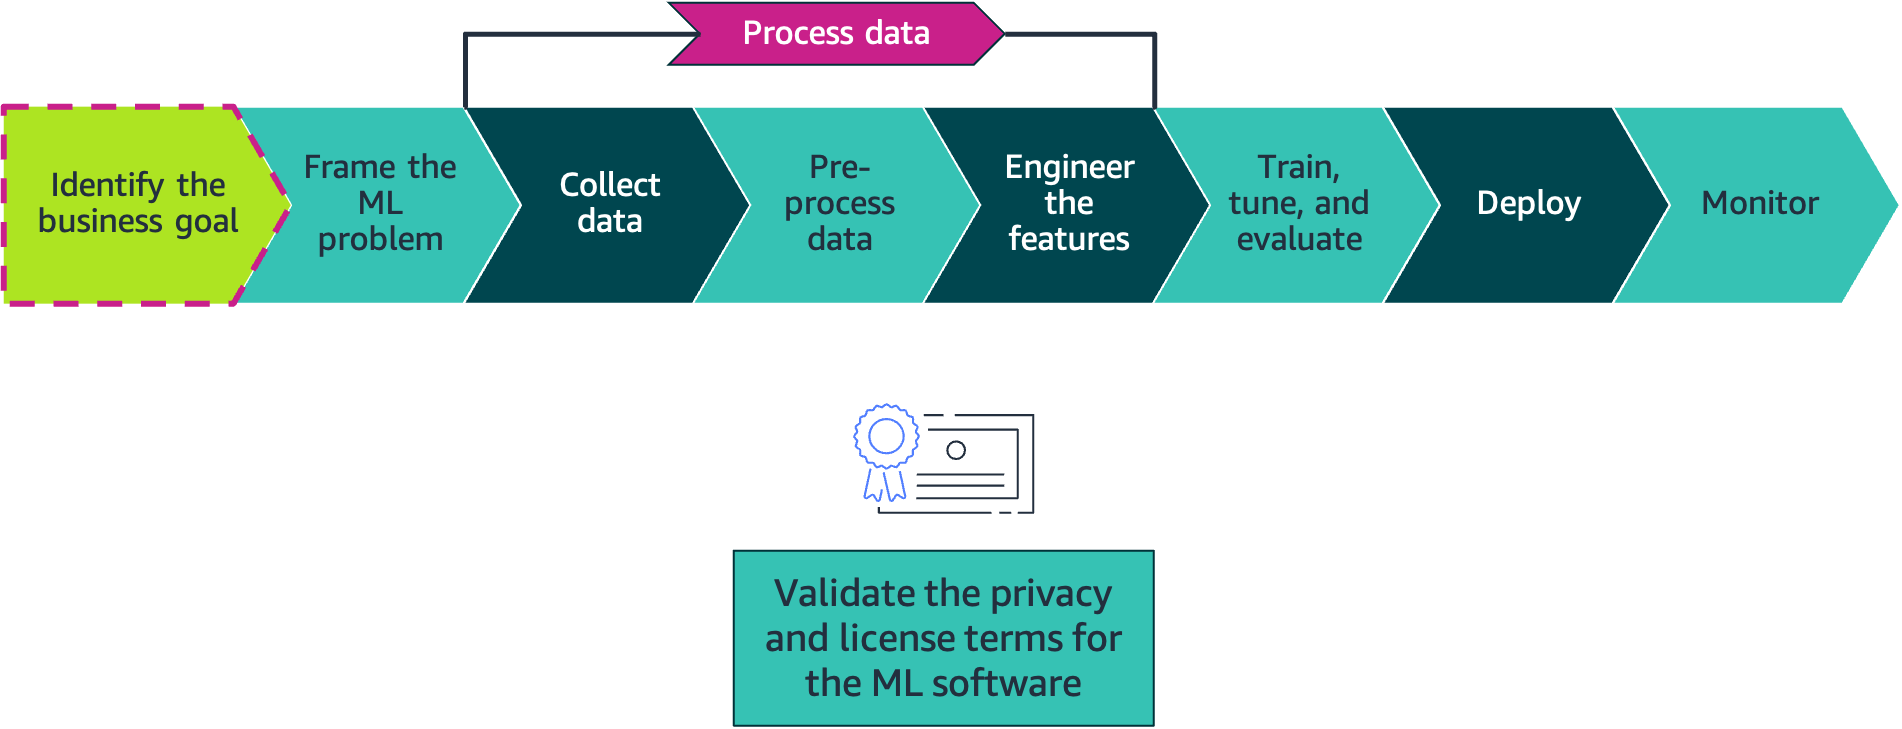 Process data
Identify the
business goal
Frame the
ML
problem
Collect
data
Pre-
process
data
Engineer
the
features
Train,
tune, and
evaluate
Deploy
Monitor
Validate the privacy
and license terms for
the ML software